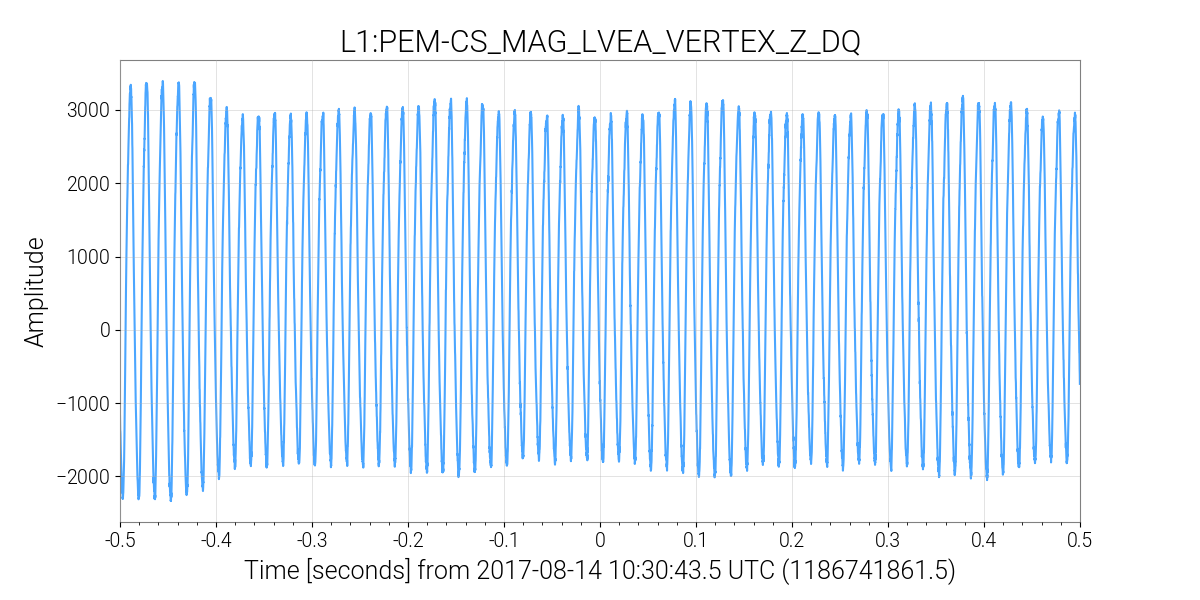 L1:PEM-CS_MAG_LVEA_VERTEX_Z_DQ
Amplitude
3000
2000
1000
0
−1000
−2000
-0.5 -0.4 -0.3 -0.2 -0.1 0 0.1 0.2 0.3 0.4 0.5
Time [seconds] from 2017-08-14 10:30:43.5 UTC (1186741861.5)